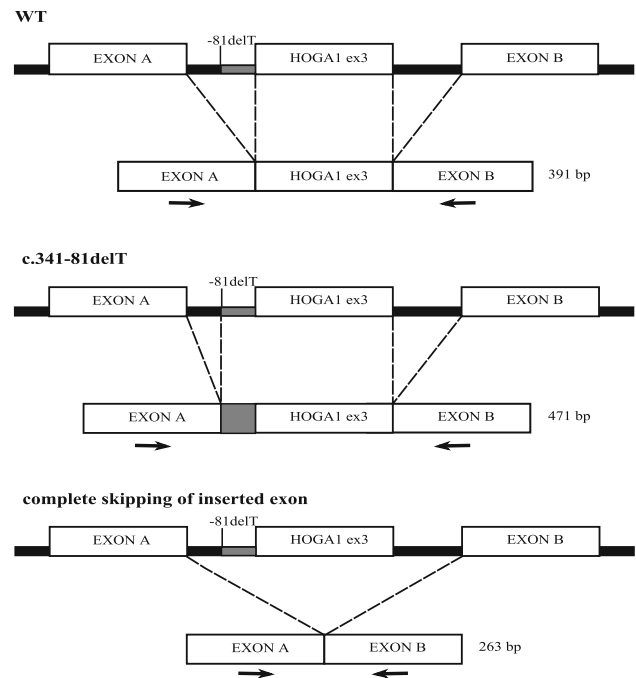 WT
-81delT
EXON A HOGA1 ex3 EXON B
EXON A HOGA1 ex3 EXON B 391 bp
c.341-81delT
-81delT
EXON A HOGA1 ex3 EXON B
EXON A HOGA1 ex3 EXON B 471 bp
complete skipping of inserted exon
-81delT
EXON A HOGA1 ex3 EXON B
EXON A EXON B 263 bp